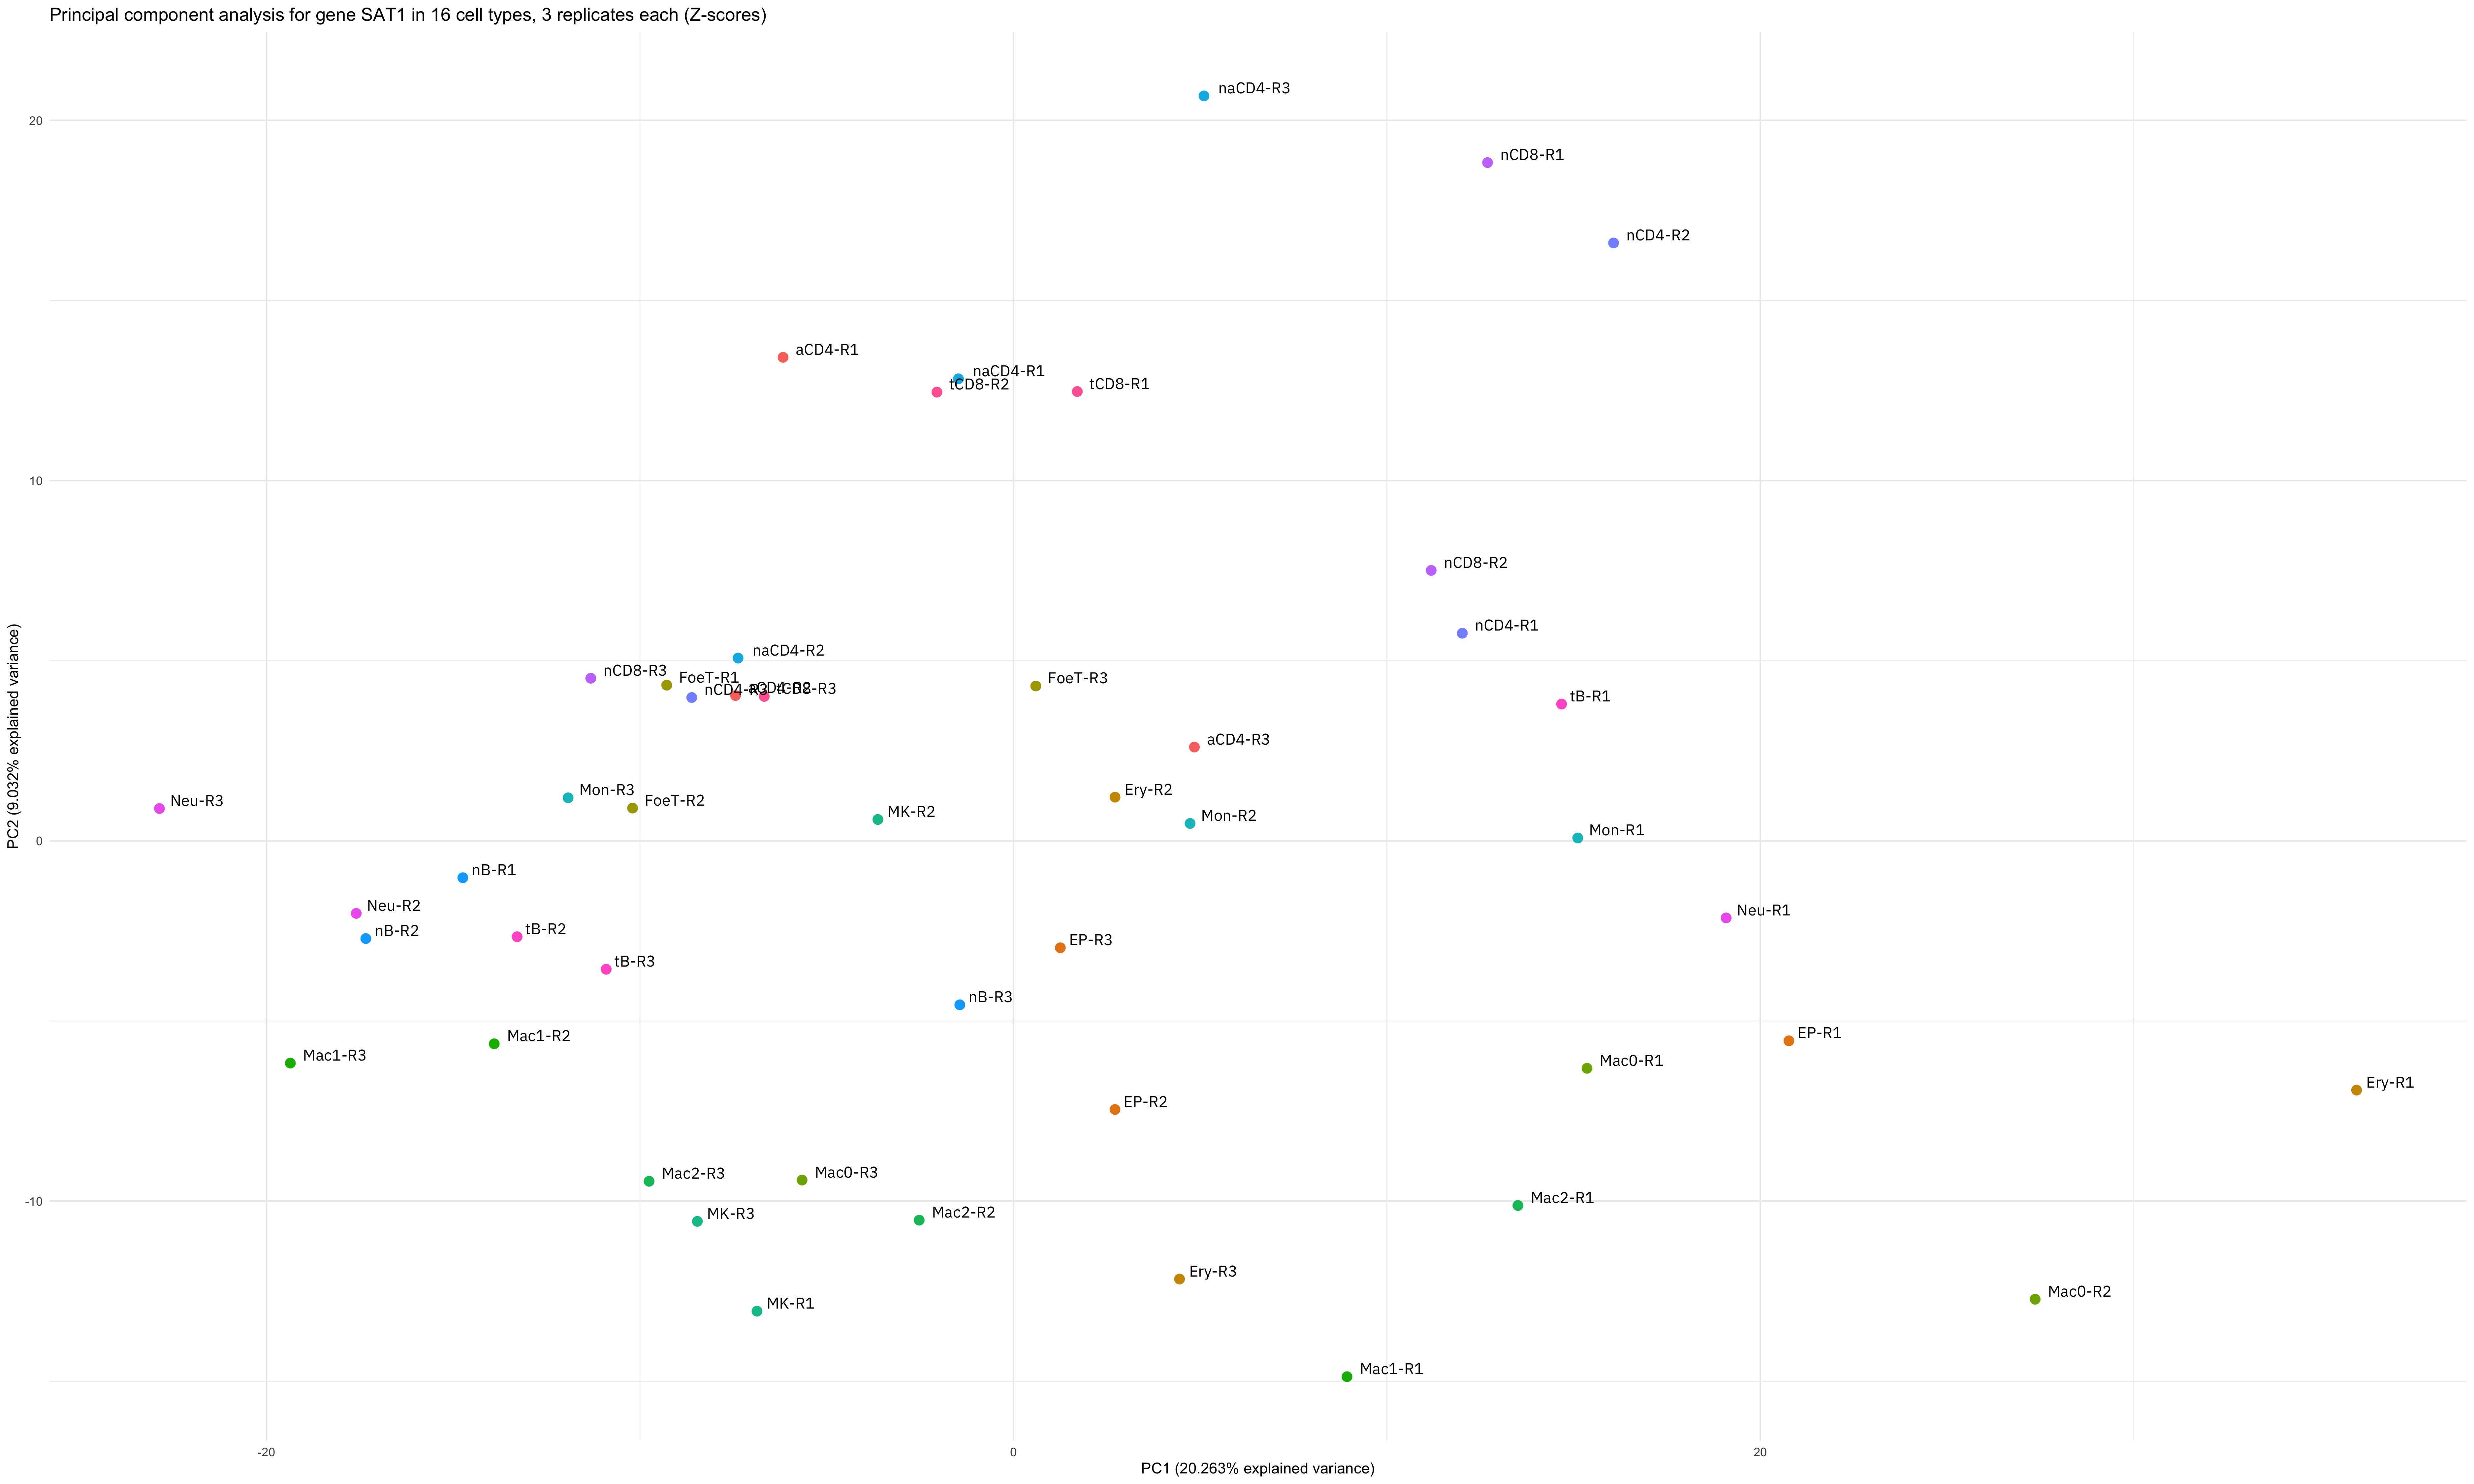 Principal component analysis for gene SAT1 in 16 cell types, 3 replicates each (Z-scores)
naCD4-R3
20
nCD8-R1
nCD4-R2
aCD4-R1
naCD4-R1
tCD8-R2
tCD8-R1
10
nCD8-R2
nCD4-R1
naCD4-R2
nCD8-R3
FoeT-R1
FoeT-R3
nCD4-R3
aCD4-R2
tCD8-R3
tB-R1
aCD4-R3
Ery-R2
Mon-R3
Neu-R3
FoeT-R2
MK-R2
Mon-R2
Mon-R1
0
PC2 (9.032% explained variance)
nB-R1
Neu-R2
Neu-R1
tB-R2
nB-R2
EP-R3
tB-R3
nB-R3
EP-R1
Mac1-R2
Mac1-R3
Mac0-R1
Ery-R1
EP-R2
Mac0-R3
Mac2-R3
-10
Mac2-R1
Mac2-R2
MK-R3
Ery-R3
Mac0-R2
MK-R1
Mac1-R1
-20
0
20
PC1 (20.263% explained variance)